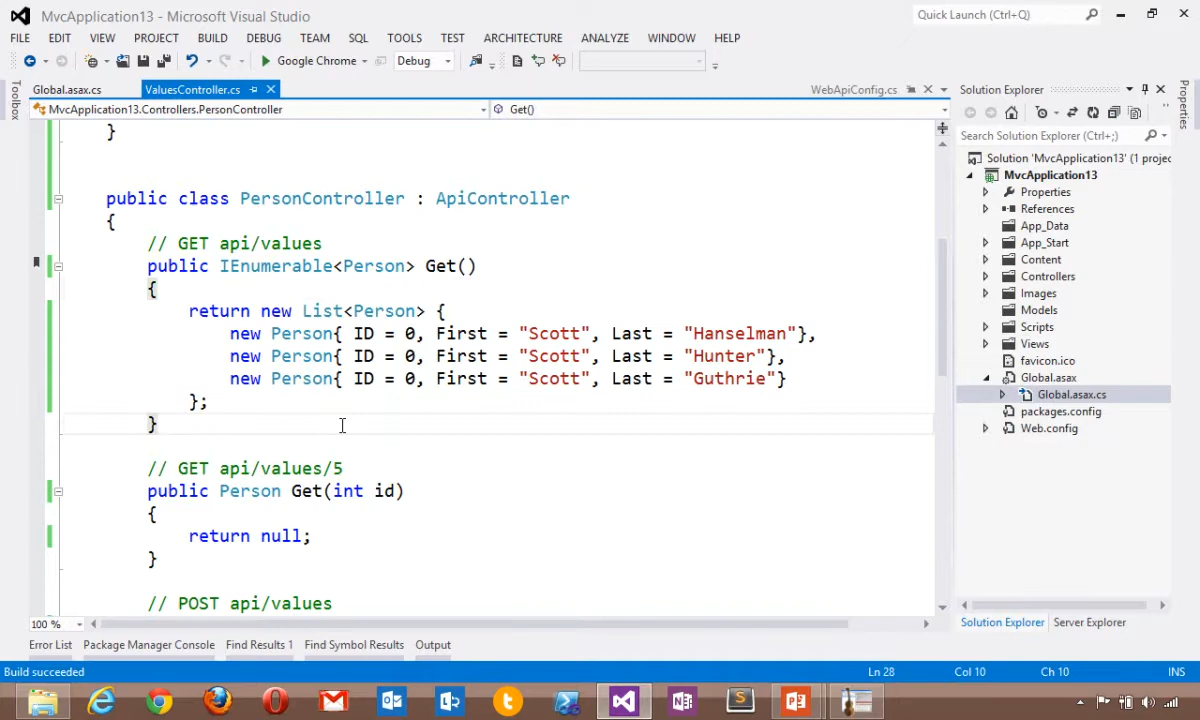 MvcApplication13 - Microsoft Visual Studio
Quick Launch (Ctrl+Q)
FILE EDIT VIEW PROJECT BUILD DEBUG TEAM SQL TOOLS TEST ARCHITECTURE ANALYZE WINDOW HELP
Google Chrome Debug
Toolbox
Global.asax.cs ValuesController.cs WebApiConfig.cs
MvcApplication13.Controllers.PersonController Get()
}
public class PersonController : ApiController
{
// GET api/values
public IEnumerable<Person> Get()
{
return new List<Person> {
new Person{ ID = 0, First = "Scott", Last = "Hanselman"},
new Person{ ID = 0, First = "Scott", Last = "Hunter"},
new Person{ ID = 0, First = "Scott", Last = "Guthrie"}
};
}
// GET api/values/5
public Person Get(int id)
{
return null;
}
// POST api/values
100 %
Solution Explorer
Search Solution Explorer (Ctrl+;)
Solution 'MvcApplication13' (1 projec
MvcApplication13
Properties
References
App_Data
App_Start
Content
Controllers
Images
Models
Scripts
Views
favicon.ico
Global.asax
Global.asax.cs
packages.config
Web.config
Solution Explorer Server Explorer
Properties
Error List Package Manager Console Find Results 1 Find Symbol Results Output
Build succeeded Ln 28 Col 10 Ch 10 INS